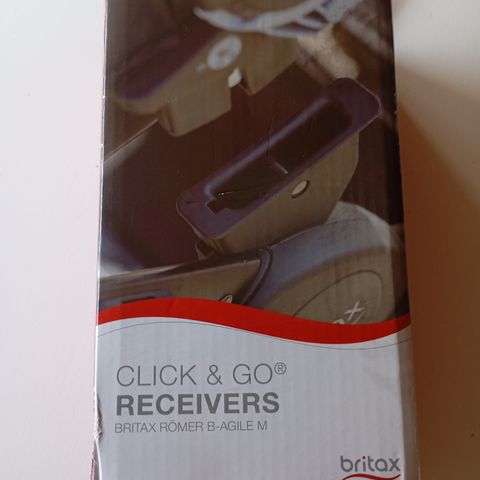 CLICK & GO®
RECEIVERS
BRITAX RÖMER B-AGILE M
britax